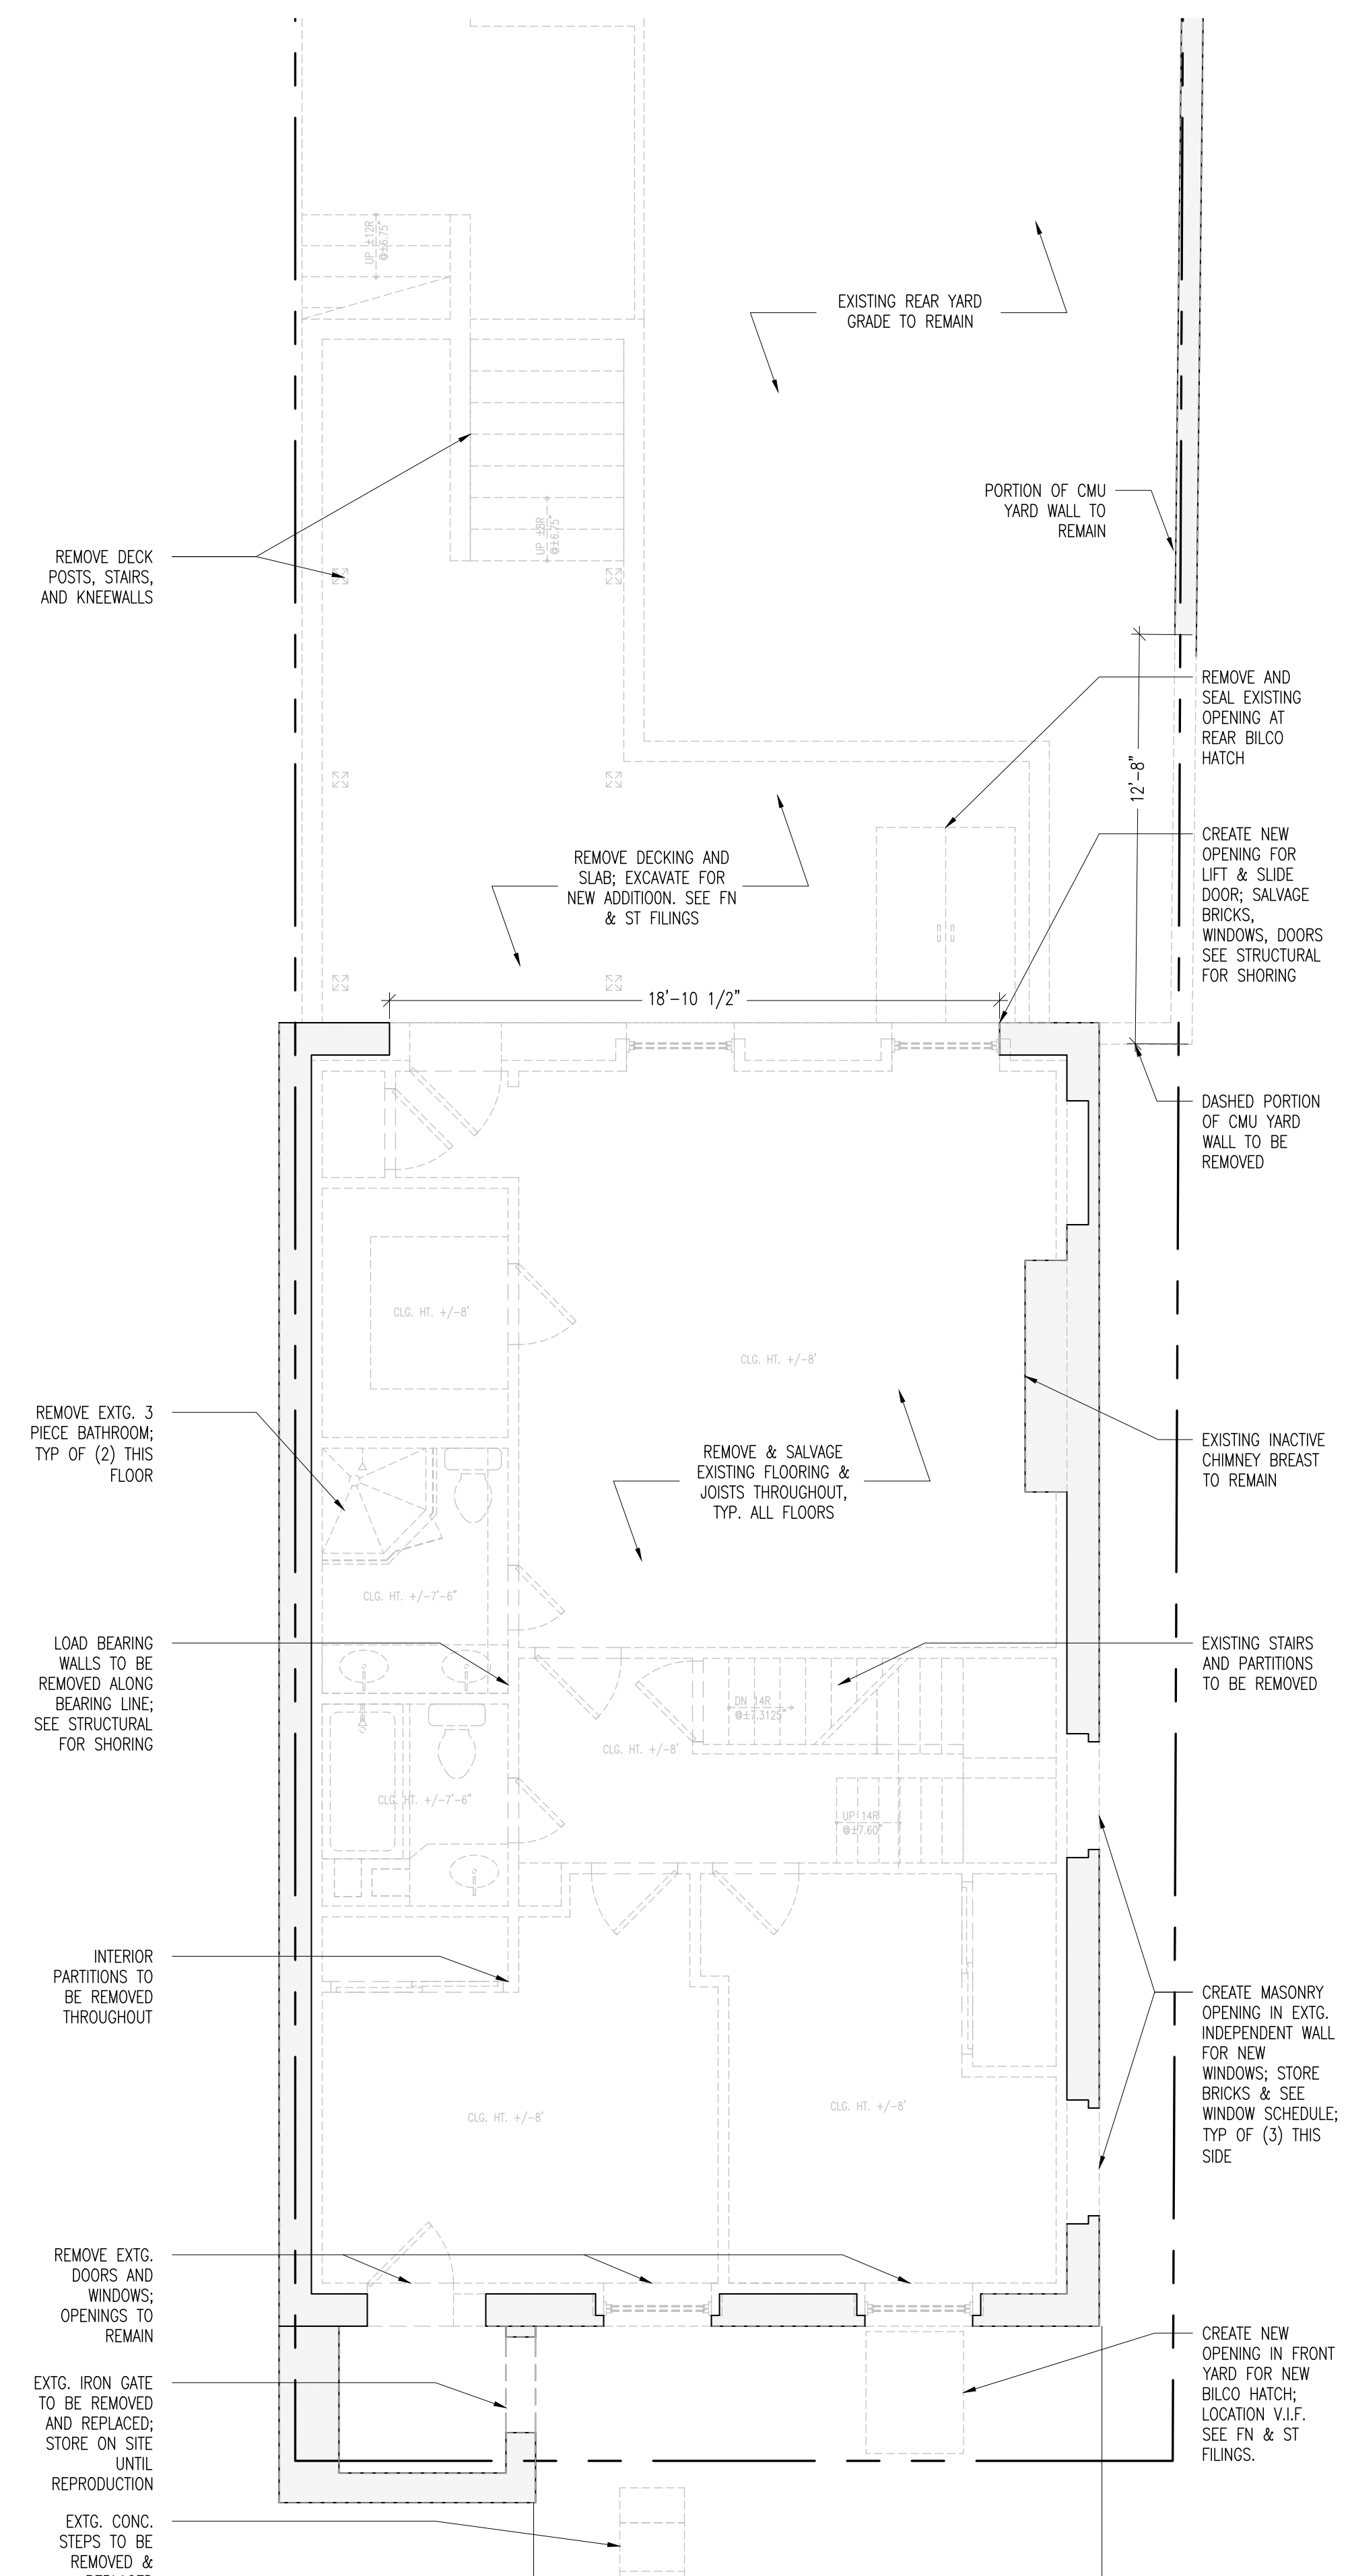 UP ±12R
@±6.75"
EXISTING REAR YARD
GRADE TO REMAIN
PORTION OF CMU
YARD WALL TO
REMAIN
UP ±8R
@±6.75"
REMOVE DECK
POSTS, STAIRS,
AND KNEEWALLS
REMOVE AND
SEAL EXISTING
OPENING AT
REAR BILCO
HATCH
12'-8"
CREATE NEW
OPENING FOR
LIFT & SLIDE
DOOR; SALVAGE
BRICKS,
WINDOWS, DOORS
SEE STRUCTURAL
FOR SHORING
REMOVE DECKING AND
SLAB; EXCAVATE FOR
NEW ADDITIOON. SEE FN
& ST FILINGS
18'-10 1/2"
DASHED PORTION
OF CMU YARD
WALL TO BE
REMOVED
CLG. HT. +/-8'
CLG. HT. +/-8'
REMOVE EXTG. 3
PIECE BATHROOM;
TYP OF (2) THIS
FLOOR
REMOVE & SALVAGE
EXISTING FLOORING &
JOISTS THROUGHOUT,
TYP. ALL FLOORS
EXISTING INACTIVE
CHIMNEY BREAST
TO REMAIN
CLG. HT. +/-7'-6"
LOAD BEARING
WALLS TO BE
REMOVED ALONG
BEARING LINE;
SEE STRUCTURAL
FOR SHORING
EXISTING STAIRS
AND PARTITIONS
TO BE REMOVED
DN 14R
@±7.3125"
CLG. HT. +/-8'
CLG. HT. +/-7'-6"
UP 14R
@±7.60"
INTERIOR
PARTITIONS TO
BE REMOVED
THROUGHOUT
CREATE MASONRY
OPENING IN EXTG.
INDEPENDENT WALL
FOR NEW
WINDOWS; STORE
BRICKS & SEE
WINDOW SCHEDULE;
TYP OF (3) THIS
SIDE
CLG. HT. +/-8'
CLG. HT. +/-8'
REMOVE EXTG.
DOORS AND
WINDOWS;
OPENINGS TO
REMAIN
CREATE NEW
OPENING IN FRONT
YARD FOR NEW
BILCO HATCH;
LOCATION V.I.F.
SEE FN & ST
FILINGS.
EXTG. IRON GATE
TO BE REMOVED
AND REPLACED;
STORE ON SITE
UNTIL
REPRODUCTION
EXTG. CONC.
STEPS TO BE
REMOVED &